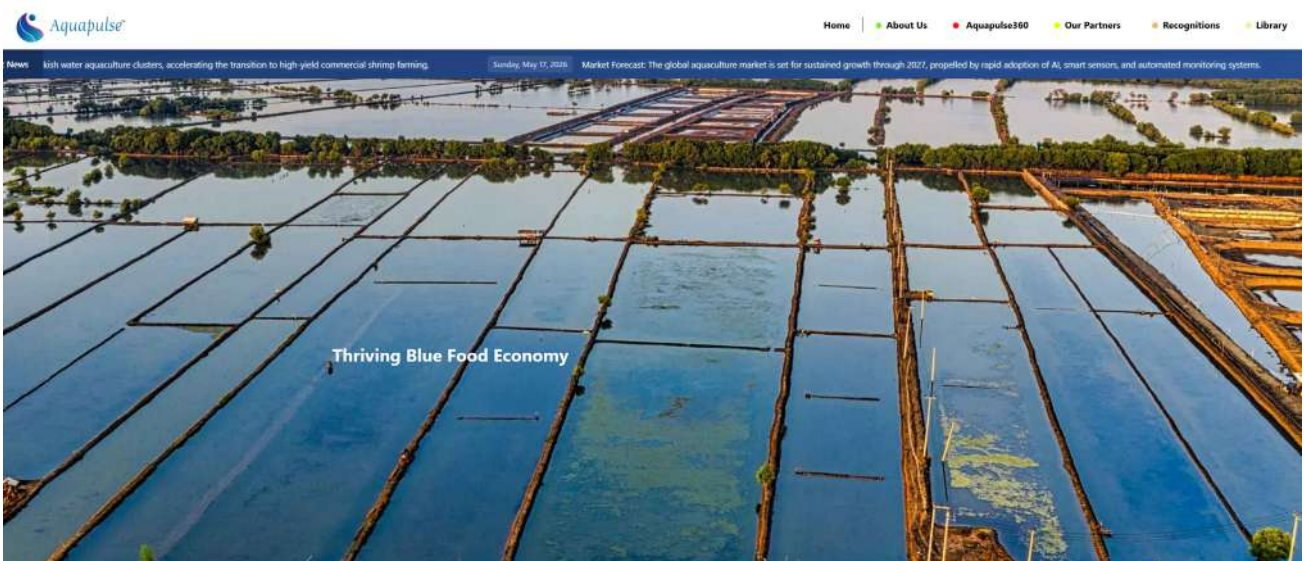 Aquapulse
Home
About Us
Aquapulse360
Our Partners
Recognitions
Library
News
kish water aquaculture clusters, accelerating the transition to high-yield commercial shrimp farming.
Sunday, May 17, 2026
Market Forecast: The global aquaculture market is set for sustained growth through 2027, propelled by rapid adoption of AI, smart sensors, and automated monitoring systems.
Thriving Blue Food Economy